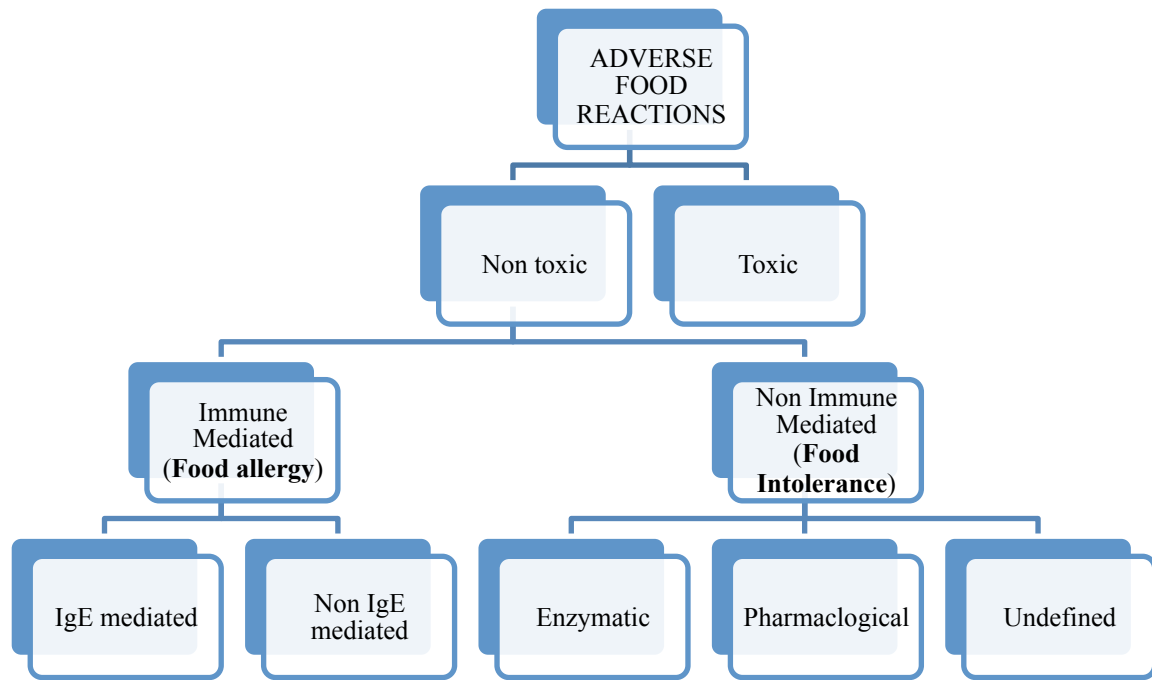 ADVERSE
FOOD
REACTIONS
Non toxic
Toxic
Immune
Mediated
(Food allergy)
Non Immune
Mediated
(Food
Intolerance)
IgE mediated
Non IgE
mediated
Enzymatic
Pharmaclogical
Undefined